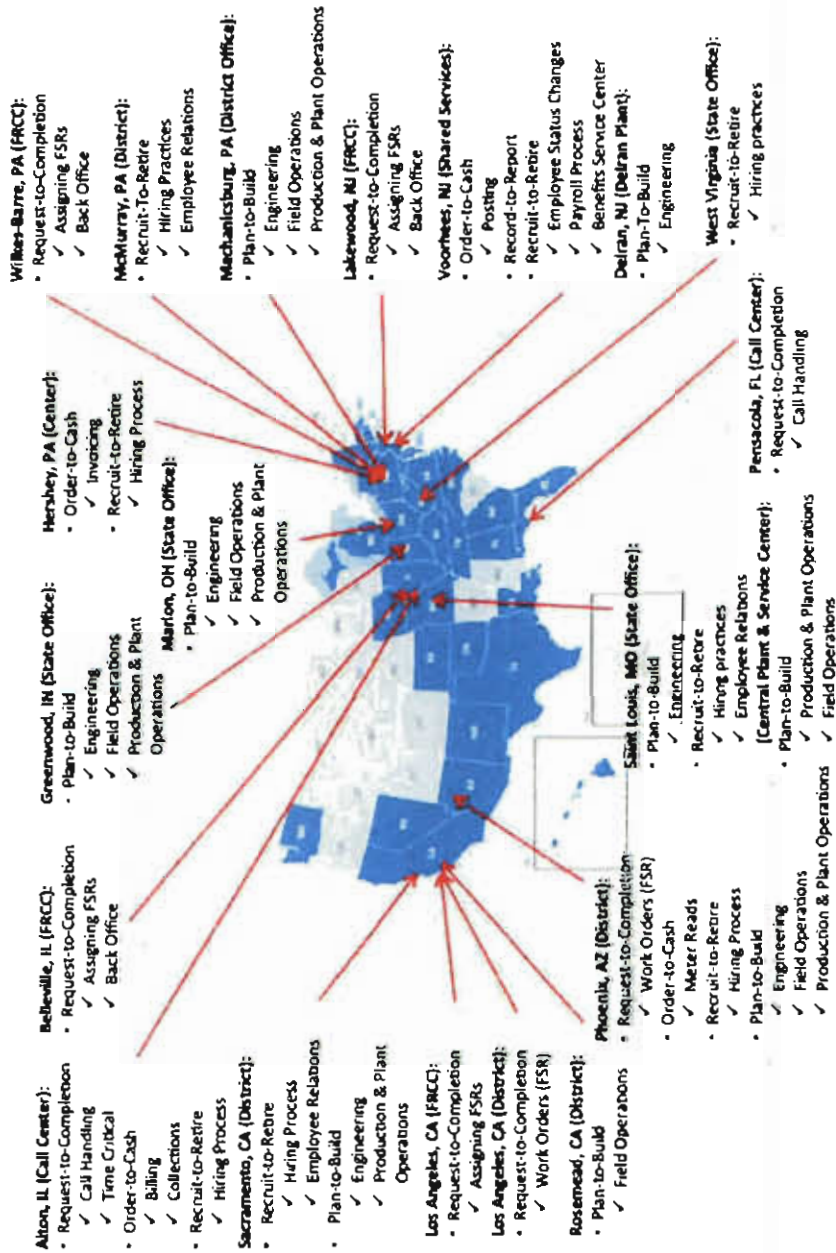 Alton, IL (Call Center):
• Request-to-Completion
✓ Call Handling
✓ Time Critical
• Order-to-Cash
✓ Billing
✓ Collections
• Recruit-to-Retire
✓ Hiring Process
Sacramento, CA (District):
• Recruit-to-Retire
✓ Hiring Process
✓ Employee Relations
• Plan-to-Build
✓ Engineering
✓ Production & Plant
Operations
Los Angeles, CA (FRCC):
• Request-to-Completion
✓ Assigning FSRs
Los Angeles, CA (District):
• Request-to-Completion
✓ Work Orders (FSR)
Rosemead, CA (District):
• Plan-to-Build
✓ Field Operations
Belleville, IL (FRCC):
• Request-to-Completion
✓ Assigning FSRs
✓ Back Office
Greenwood, IN (State Office):
• Plan-to-Build
✓ Engineering
✓ Field Operations
✓ Production & Plant
Operations
Marion, OH (State Office):
• Plan-to-Build
✓ Engineering
✓ Field Operations
✓ Production & Plant
Operations
Hershey, PA (Center):
• Order-to-Cash
✓ Invoicing
• Recruit-to-Retire
✓ Hiring Process
Wilkes-Barre, PA (FRCC):
• Request-to-Completion
✓ Assigning FSRs
✓ Back Office
McMurray, PA (District):
• Recruit-To-Retire
✓ Hiring Practices
✓ Employee Relations
Mechanicsburg, PA (District Office):
• Plan-to-Build
✓ Engineering
✓ Field Operations
✓ Production & Plant Operations
Lakewood, NJ (FRCC):
• Request-to-Completion
✓ Assigning FSRs
✓ Back Office
Voorhees, NJ (Shared Services):
• Order-to-Cash
✓ Posting
• Record-to-Report
• Recruit-to-Retire
✓ Employee Status Changes
✓ Payroll Process
✓ Benefits Service Center
Delran, NJ (Delran Plant):
• Plan-To-Build
✓ Engineering
West Virginia (State Office):
• Recruit-to-Retire
✓ Hiring practices
Pensacola, FL (Call Center):
• Request-to-Completion
✓ Call Handling
Saint Louis, MO (State Office):
• Plan-to-Build
✓ Engineering
• Recruit-to-Retire
✓ Hiring practices
✓ Employee Relations
(Central Plant & Service Center):
• Plan-to-Build
✓ Production & Plant Operations
✓ Field Operations
Phoenix, AZ (District):
• Request-to-Completion:
✓ Work Orders (FSR)
• Order-to-Cash
✓ Meter Reads
• Recruit-to-Retire
✓ Hiring Process
• Plan-to-Build
✓ Engineering
✓ Field Operations
✓ Production & Plant Operations